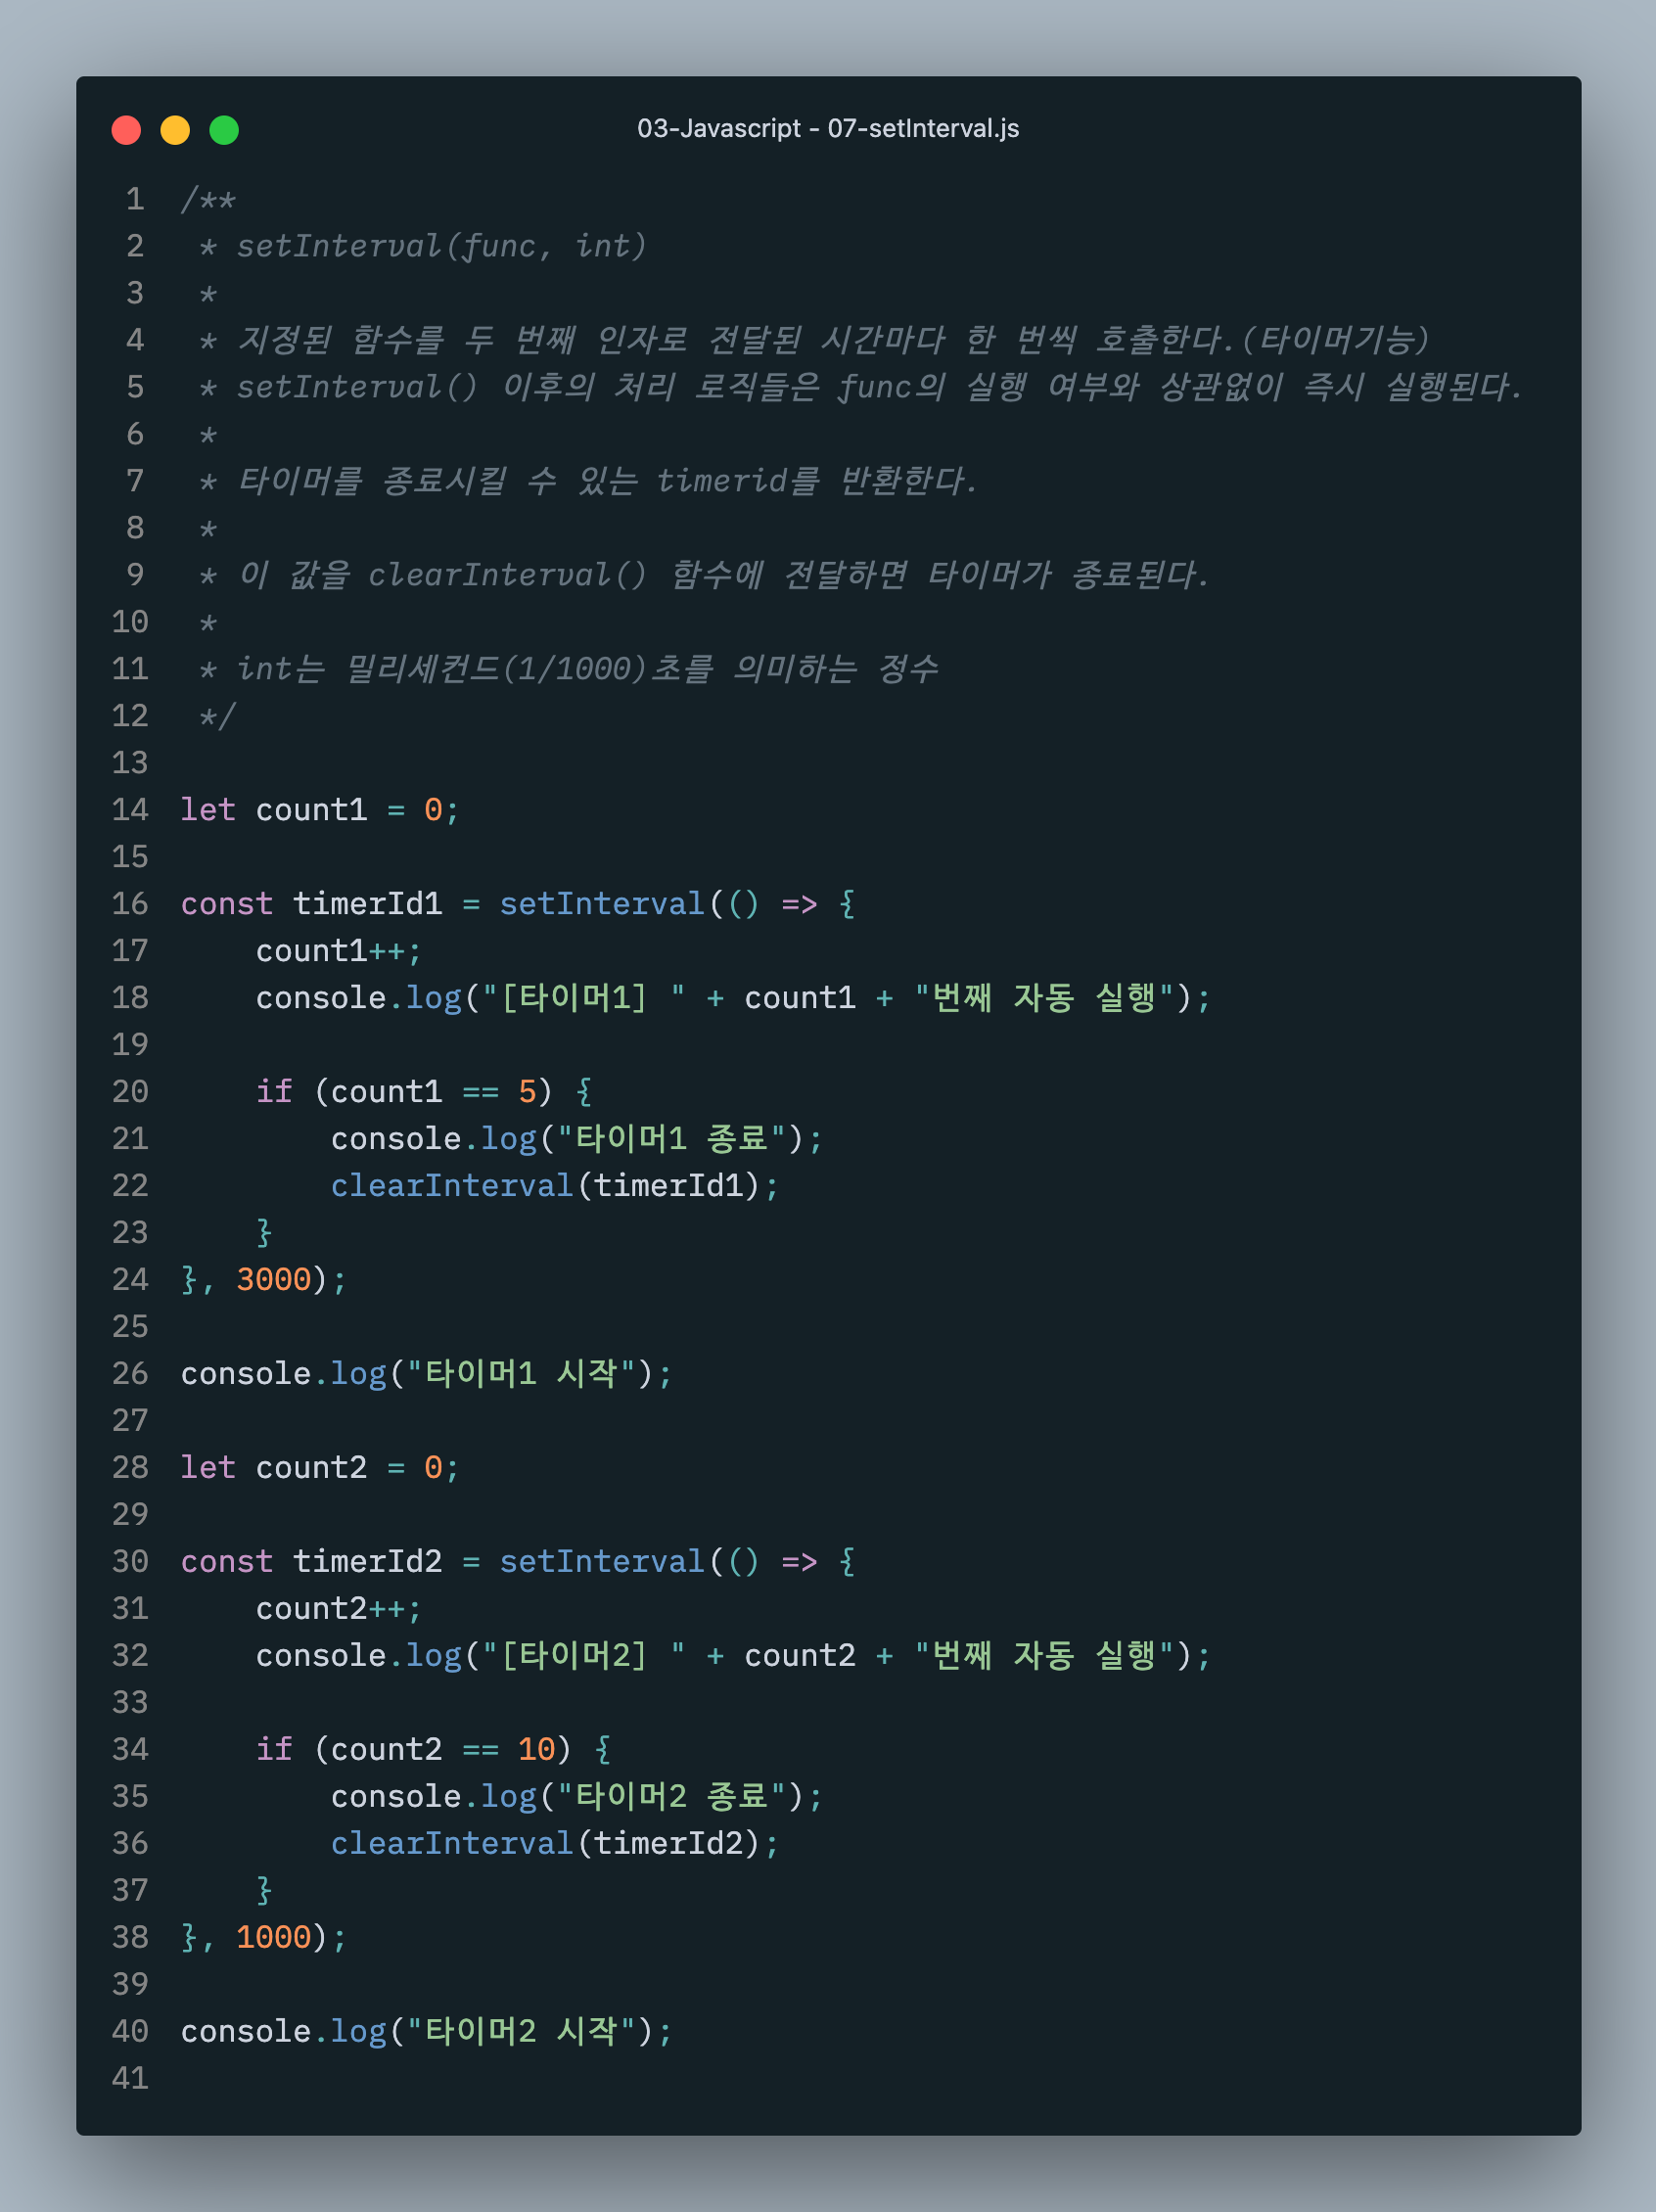 03-Javascript - 07-setInterval.js
1 /**
2  * setInterval(func, int)
3  *
4  * 지정된 함수를 두 번째 인자로 전달된 시간마다 한 번씩 호출한다.(타이머기능)
5  * setInterval() 이후의 처리 로직들은 func의 실행 여부와 상관없이 즉시 실행된다.
6  *
7  * 타이머를 종료시킬 수 있는 timerid를 반환한다.
8  *
9  * 이 값을 clearInterval() 함수에 전달하면 타이머가 종료된다.
10  *
11  * int는 밀리세컨드(1/1000)초를 의미하는 정수
12  */
13
14 let count1 = 0;
15
16 const timerId1 = setInterval(() => {
17     count1++;
18     console.log("[타이머1] " + count1 + "번째 자동 실행");
19
20     if (count1 == 5) {
21         console.log("타이머1 종료");
22         clearInterval(timerId1);
23     }
24 }, 3000);
25
26 console.log("타이머1 시작");
27
28 let count2 = 0;
29
30 const timerId2 = setInterval(() => {
31     count2++;
32     console.log("[타이머2] " + count2 + "번째 자동 실행");
33
34     if (count2 == 10) {
35         console.log("타이머2 종료");
36         clearInterval(timerId2);
37     }
38 }, 1000);
39
40 console.log("타이머2 시작");
41